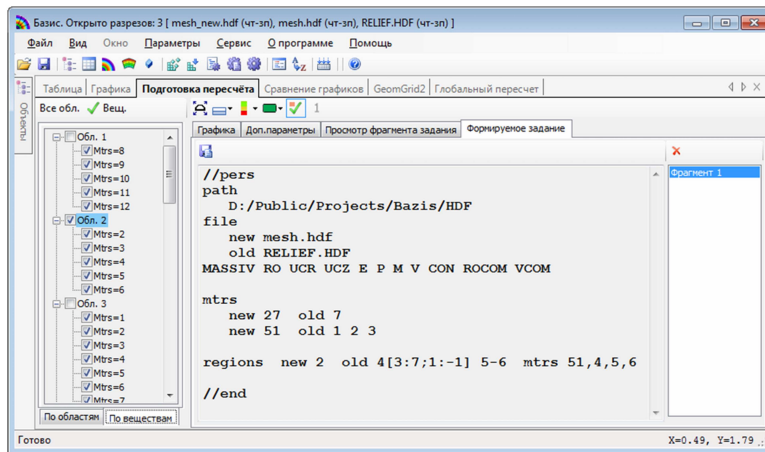 Базис. Открыто разрезов: 3 [ mesh_new.hdf (чт-зп), mesh.hdf (чт-зп), RELIEF.HDF (чт-зп) ]
Файл Вид Окно Параметры Сервис О программе Помощь
Таблица Графика Подготовка пересчёта Сравнение графиков GeomGrid2 Глобальный пересчет
Объекты
Все обл. Вещ.
1
Графика Доп.параметры Просмотр фрагмента задания Формируемое задание
Обл. 1
Mtrs=8
Mtrs=9
Mtrs=10
Mtrs=11
Mtrs=12
Обл. 2
Mtrs=2
Mtrs=3
Mtrs=4
Mtrs=5
Mtrs=6
Обл. 3
Mtrs=1
Mtrs=2
Mtrs=3
Mtrs=4
Mtrs=5
Mtrs=6
Mtrs=7
По областям По веществам
//pers
path
D:/Public/Projects/Bazis/HDF
file
new mesh.hdf
old RELIEF.HDF
MASSIV RO UCR UCZ E P M V CON ROCOM VCOM
mtrs
new 27 old 7
new 51 old 1 2 3
regions new 2 old 4[3:7;1:-1] 5-6 mtrs 51,4,5,6
//end
Фрагмент 1
Готово
X=0.49, Y=1.79